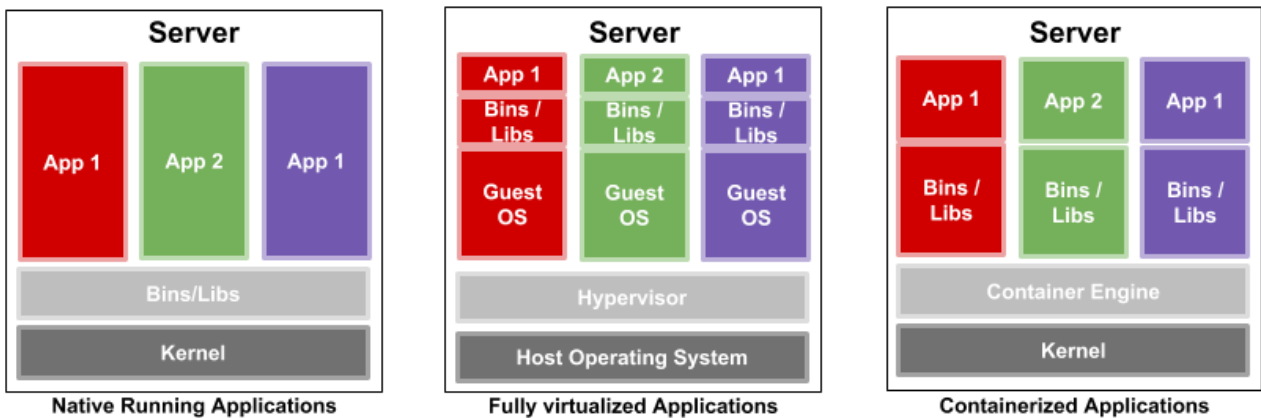 Server
App 1
App 2
App 1
Bins/Libs
Kernel
Native Running Applications
Server
App 1
App 2
App 1
Bins /
Libs
Bins /
Libs
Bins /
Libs
Guest
OS
Guest
OS
Guest
OS
Hypervisor
Host Operating System
Fully virtualized Applications
Server
App 1
App 2
App 1
Bins /
Libs
Bins /
Libs
Bins /
Libs
Container Engine
Kernel
Containerized Applications